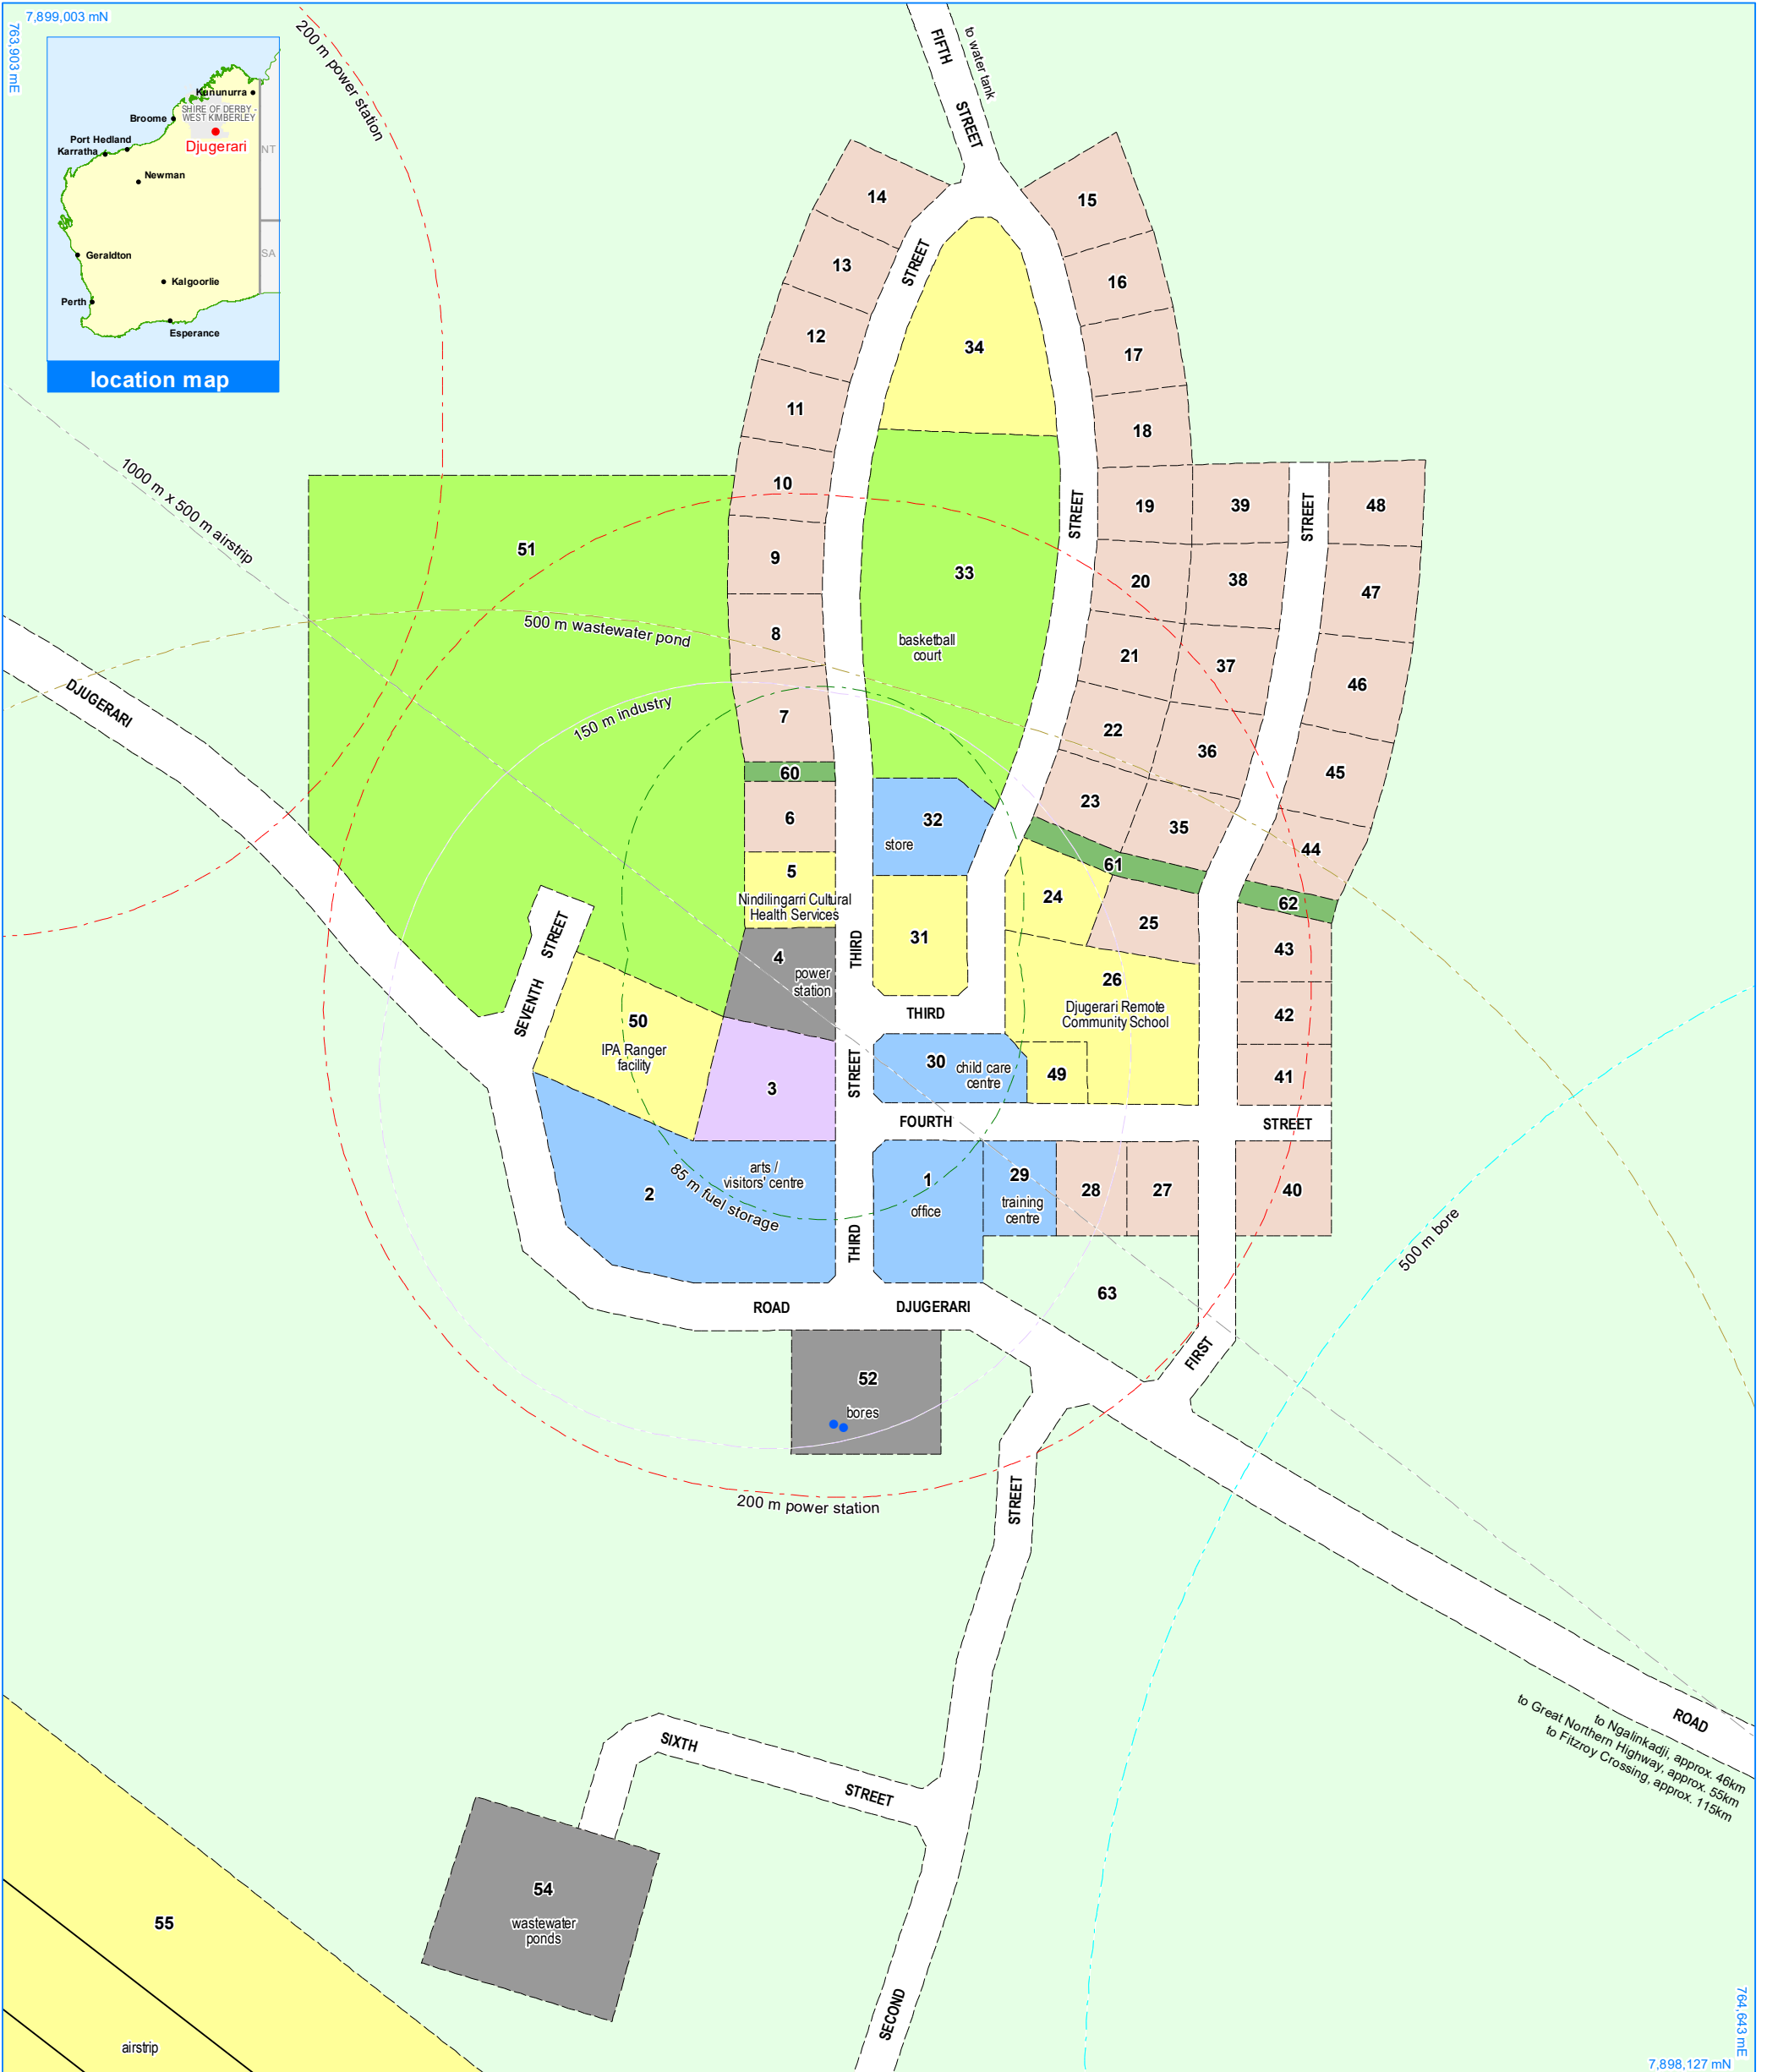 7,899,003 mN
763,903 mE
Kununurra
SHIRE OF DERBY -
WEST KIMBERLEY
Broome
Djugerari
Port Hedland
Karratha
NT
Newman
SA
Geraldton
Kalgoorlie
Perth
Esperance
location map
200 m power station
FIFTH
STREET
to water tank
14
15
13
STREET
16
12
34
17
11
18
10
19
39
STREET
48
STREET
1000 m x 500 m airstrip
51
9
33
20
38
47
500 m wastewater pond
8
basketball
court
21
37
46
DJUGERARI
150 m industry
7
22
36
60
45
6
32
store
23
35
44
5
Nindilingarri Cultural
Health Services
61
24
62
25
31
THIRD
43
4
power
station
SEVENTH
STREET
26
Djugerari Remote
Community School
THIRD
42
50
IPA Ranger
facility
3
STREET
30
child care
centre
49
41
FOURTH
STREET
arts /
visitors' centre
2
85 m fuel storage
THIRD
1
office
29
training
centre
28
27
40
500 m bore
63
ROAD
DJUGERARI
FIRST
52
bores
200 m power station
STREET
ROAD
to Ngalinkadji, approx. 46km
to Great Northern Highway, approx. 55km
to Fitzroy Crossing, approx. 115km
SIXTH
STREET
54
wastewater
ponds
55
airstrip
SECOND
764,643 mE
7,898,127 mN